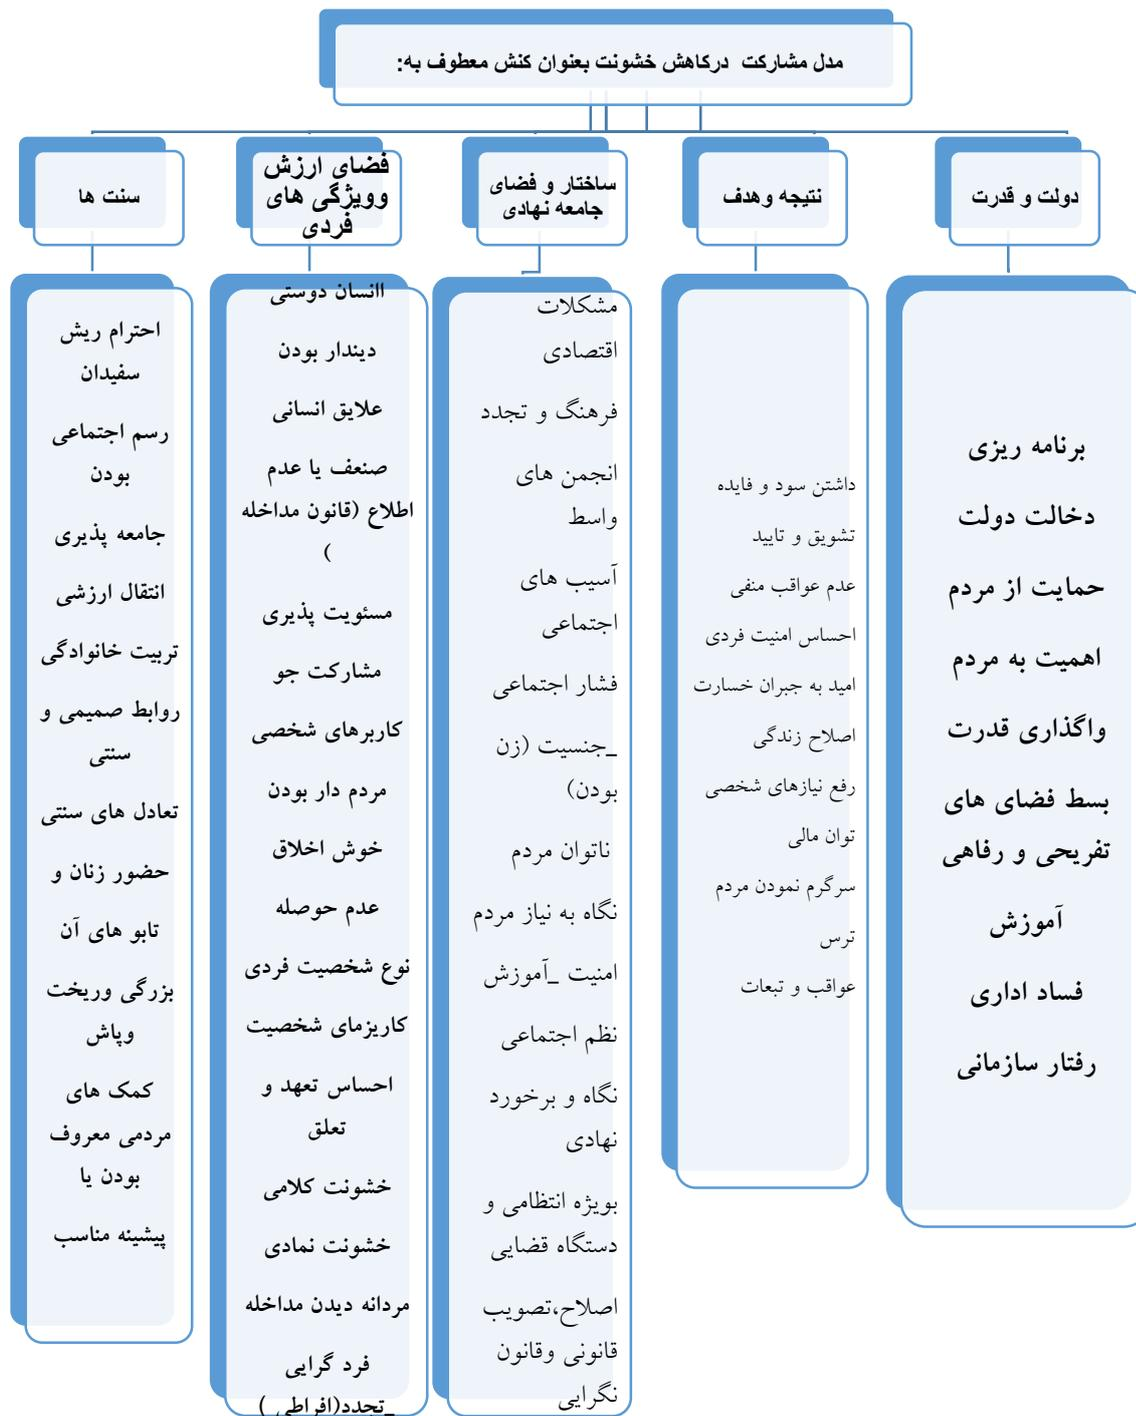 مدل مشارکت درکاهش خشونت بعنوان کنش معطوف به:
دولت و قدرت
برنامه ریزی
دخالت دولت
حمایت از مردم
اهمیت به مردم
واگذاری قدرت
بسط فضای های
تفریحی و رفاهی
آموزش
فساد اداری
رفتار سازمانی
نتیجه وهدف
داشتن سود و فایده
تشویق و تایید
عدم عواقب منفی
احساس امنیت فردی
امید به جبران خسارت
اصلاح زندگی
رفع نیازهای شخصی
توان مالی
سرگرم نمودن مردم
ترس
عواقب و تبعات
ساختار و فضای
جامعه نهادی
مشکلات
اقتصادی
فرهنگ و تجدد
انجمن های
واسط
آسیب های
اجتماعی
فشار اجتماعی
_جنسیت (زن
بودن)
ناتوان مردم
نگاه به نیاز مردم
امنیت _آموزش
نظم اجتماعی
نگاه و برخورد
نهادی
بویژه انتظامی و
دستگاه قضایی
اصلاح،تصویب
قانونی وقانون
نگرایی
فضای ارزش
وویژگی های
فردی
اانسان دوستی
دیندار بودن
علایق انسانی
صنعف یا عدم
اطلاع (قانون مداخله
)
مسئویت پذیری
مشارکت جو
کاربرهای شخصی
مردم دار بودن
خوش اخلاق
عدم حوصله
نوع شخصیت فردی
کاریزمای شخصیت
احساس تعهد و
تعلق
خشونت کلامی
خشونت نمادی
مردانه دیدن مداخله
فرد گرایی
_تجدد(افراطی )
سنت ها
احترام ریش
سفیدان
رسم اجتماعی
بودن
جامعه پذیری
انتقال ارزشی
تربیت خانوادگی
روابط صمیمی و
سنتی
تعادل های سنتی
حضور زنان و
تابو های آن
بزرگی وریخت
وپاش
کمک های
مردمی معروف
بودن یا
پیشینه مناسب